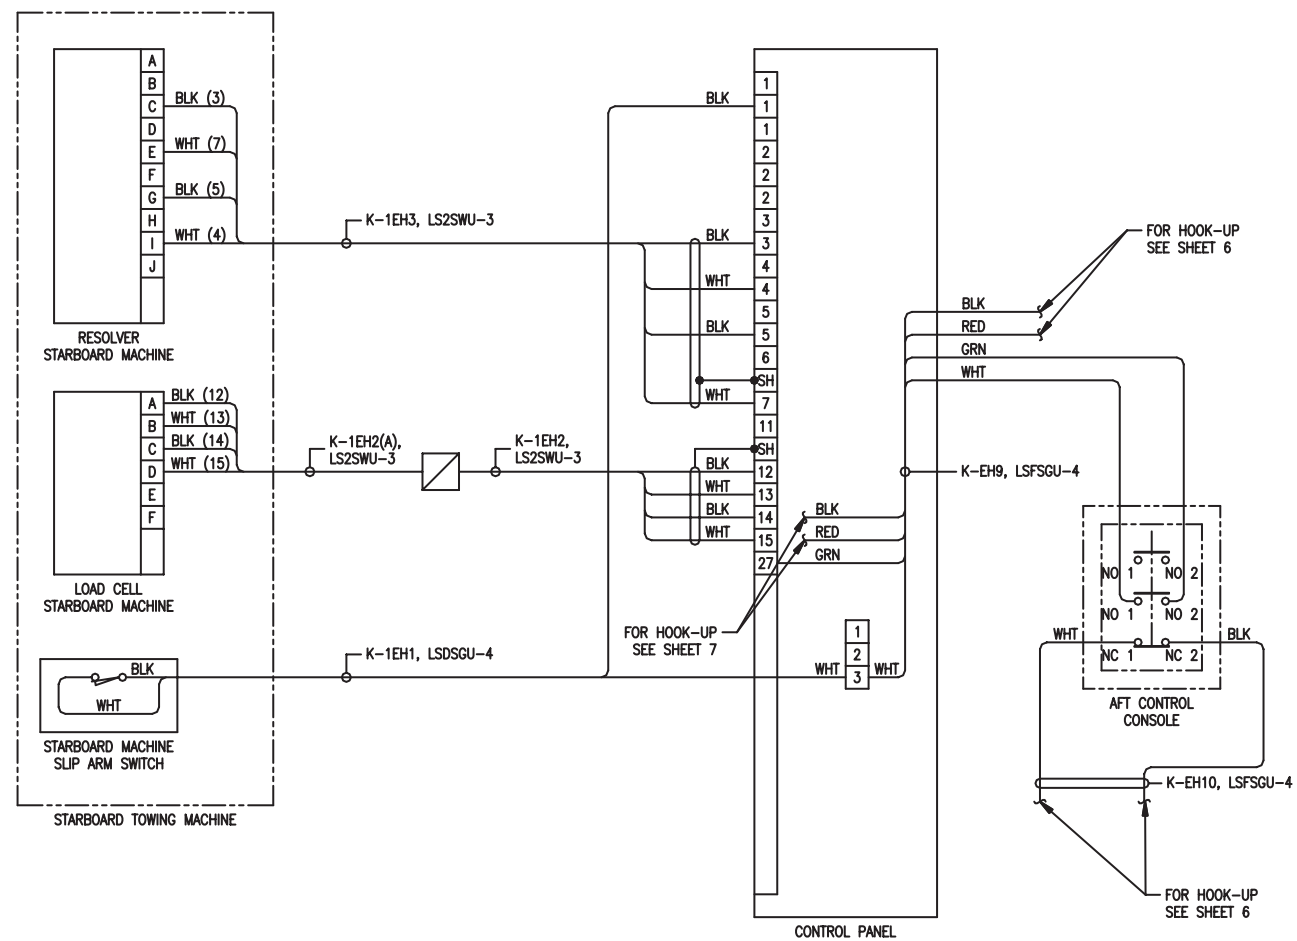 A
B
C
D
E
F
G
H
I
J
BLK (3)
WHT (7)
BLK (5)
WHT (4)
RESOLVER
STARBOARD MACHINE
K-1EH3, LS2SWU-3
A
B
C
D
E
F
BLK (12)
WHT (13)
BLK (14)
WHT (15)
LOAD CELL
STARBOARD MACHINE
K-1EH2(A),
LS2SWU-3
K-1EH2,
LS2SWU-3
BLK
WHT
STARBOARD MACHINE
SLIP ARM SWITCH
STARBOARD TOWING MACHINE
K-1EH1, LSDSGU-4
BLK
BLK
WHT
BLK
WHT
BLK
WHT
BLK
WHT
1
1
1
2
2
2
3
3
4
4
5
5
6
SH
7
11
SH
12
13
14
15
27
BLK
RED
GRN
FOR HOOK-UP
SEE SHEET 7
1
2
3
WHT
WHT
CONTROL PANEL
BLK
RED
GRN
WHT
FOR HOOK-UP
SEE SHEET 6
K-EH9, LSFSGU-4
NO 1
NO 2
NO 1
NO 2
NC 1
NC 2
WHT
BLK
AFT CONTROL
CONSOLE
K-EH10, LSFSGU-4
FOR HOOK-UP
SEE SHEET 6